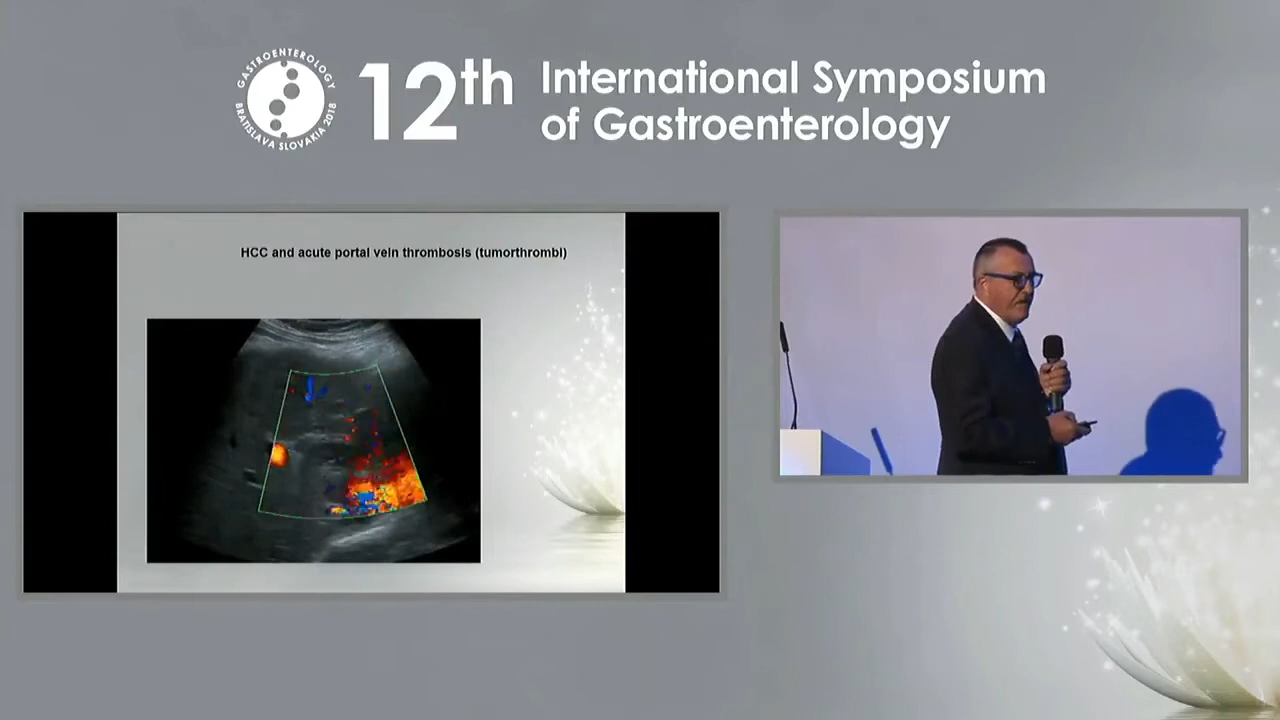 GASTROENTEROLOGY
BRATISLAVA SLOVAKIA 2018
12th
International Symposium
of Gastroenterology
HCC and acute portal vein thrombosis (tumorthrombi)